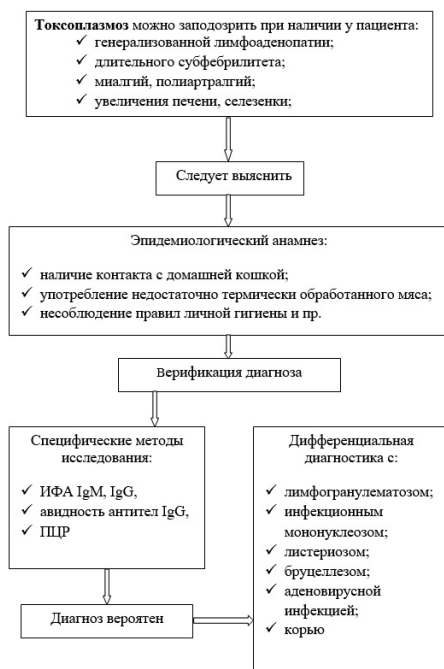 Токсоплазмоз можно заподозрить при наличии у пациента:
✓ генерализованной лимфоаденопатии;
✓ длительного субфебрилитета;
✓ миалгий, полиартралгий;
✓ увеличения печени, селезенки;
Следует выяснить
Эпидемиологический анамнез:
✓ наличие контакта с домашней кошкой;
✓ употребление недостаточно термически обработанного мяса;
✓ несоблюдение правил личной гигиены и пр.
Верификация диагноза
Специфические методы
исследования:
✓ ИФА IgM, IgG,
✓ авидность антител IgG,
✓ ПЦР
Диагноз вероятен
Дифференциальная
диагностика с:
✓ лимфогранулематозом;
✓ инфекционным
мононуклеозом;
✓ листериозом;
✓ бруцеллезом;
✓ аденовирусной
инфекцией;
✓ корью